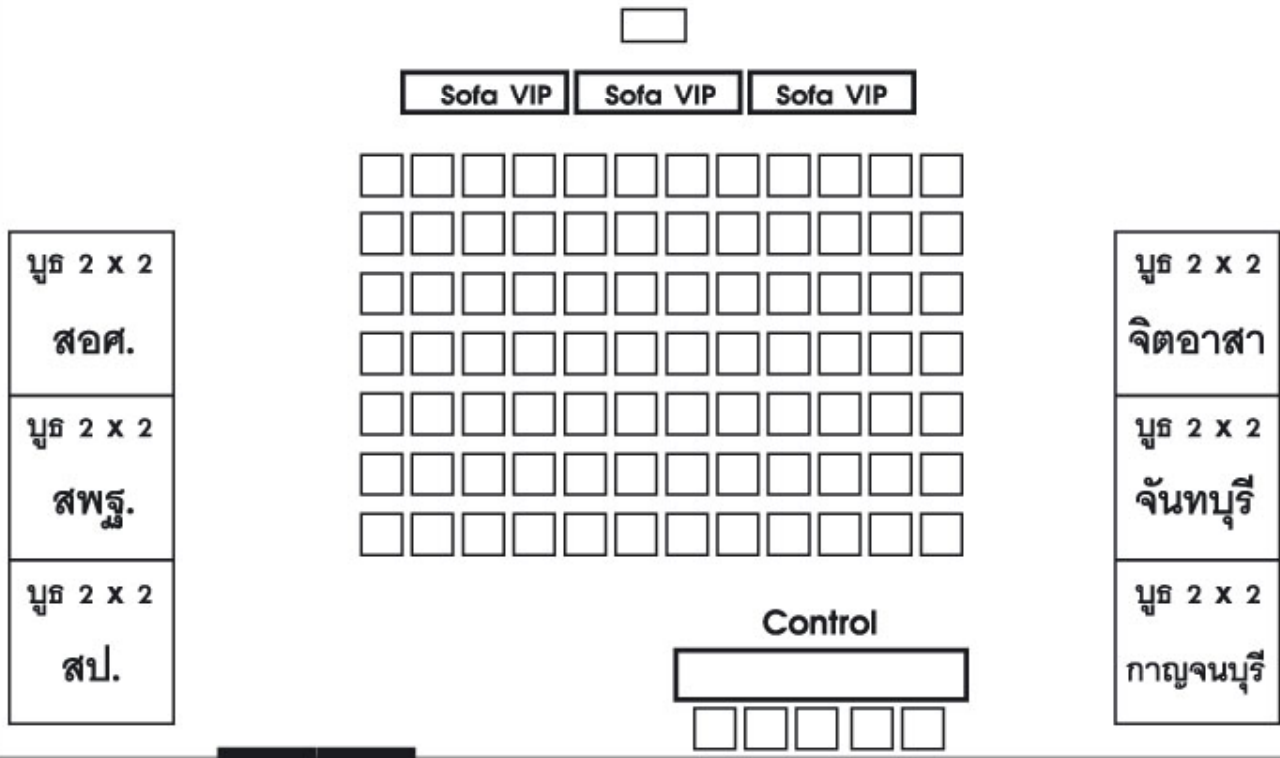 Sofa VIP
Sofa VIP
Sofa VIP
บูธ 2 x 2
สอศ.
บูธ 2 x 2
สพฐ.
บูธ 2 x 2
สป.
บูธ 2 x 2
จิตอาสา
บูธ 2 x 2
จันทบุรี
บูธ 2 x 2
กาญจนบุรี
Control